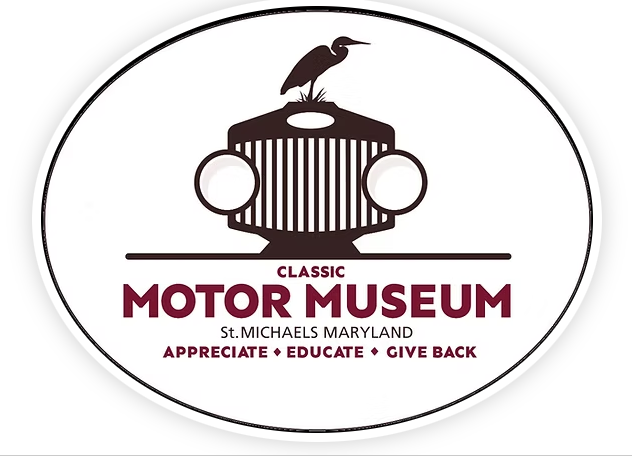 CLASSIC
MOTOR MUSEUM
St.MICHAELS MARYLAND
APPRECIATE ♦ EDUCATE ♦ GIVE BACK